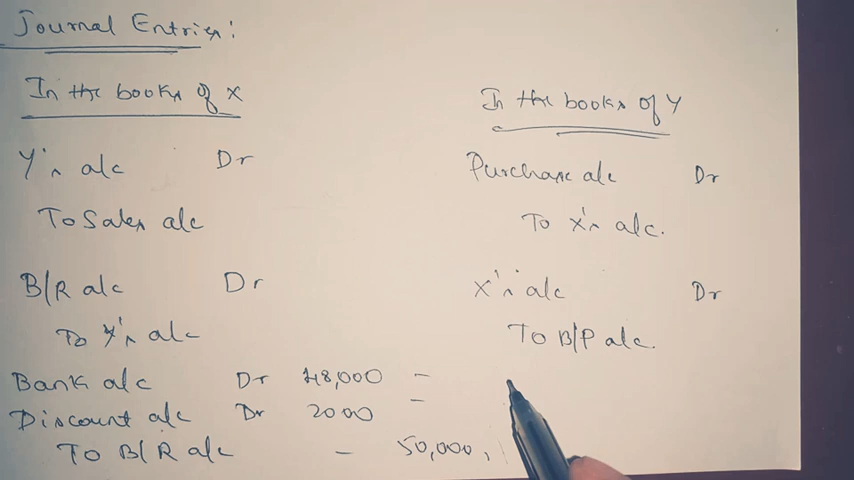 Journal Entries:
In the books of X
Y's a/c Dr
To Sales a/c
B/R a/c Dr
To Y's a/c
Bank a/c Dr 48,000 -
Discount a/c Dr 2000 -
To B/R a/c - 50,000,
In the books of Y
Purchase a/c Dr
To X's a/c.
X's a/c Dr
To B/P a/c.